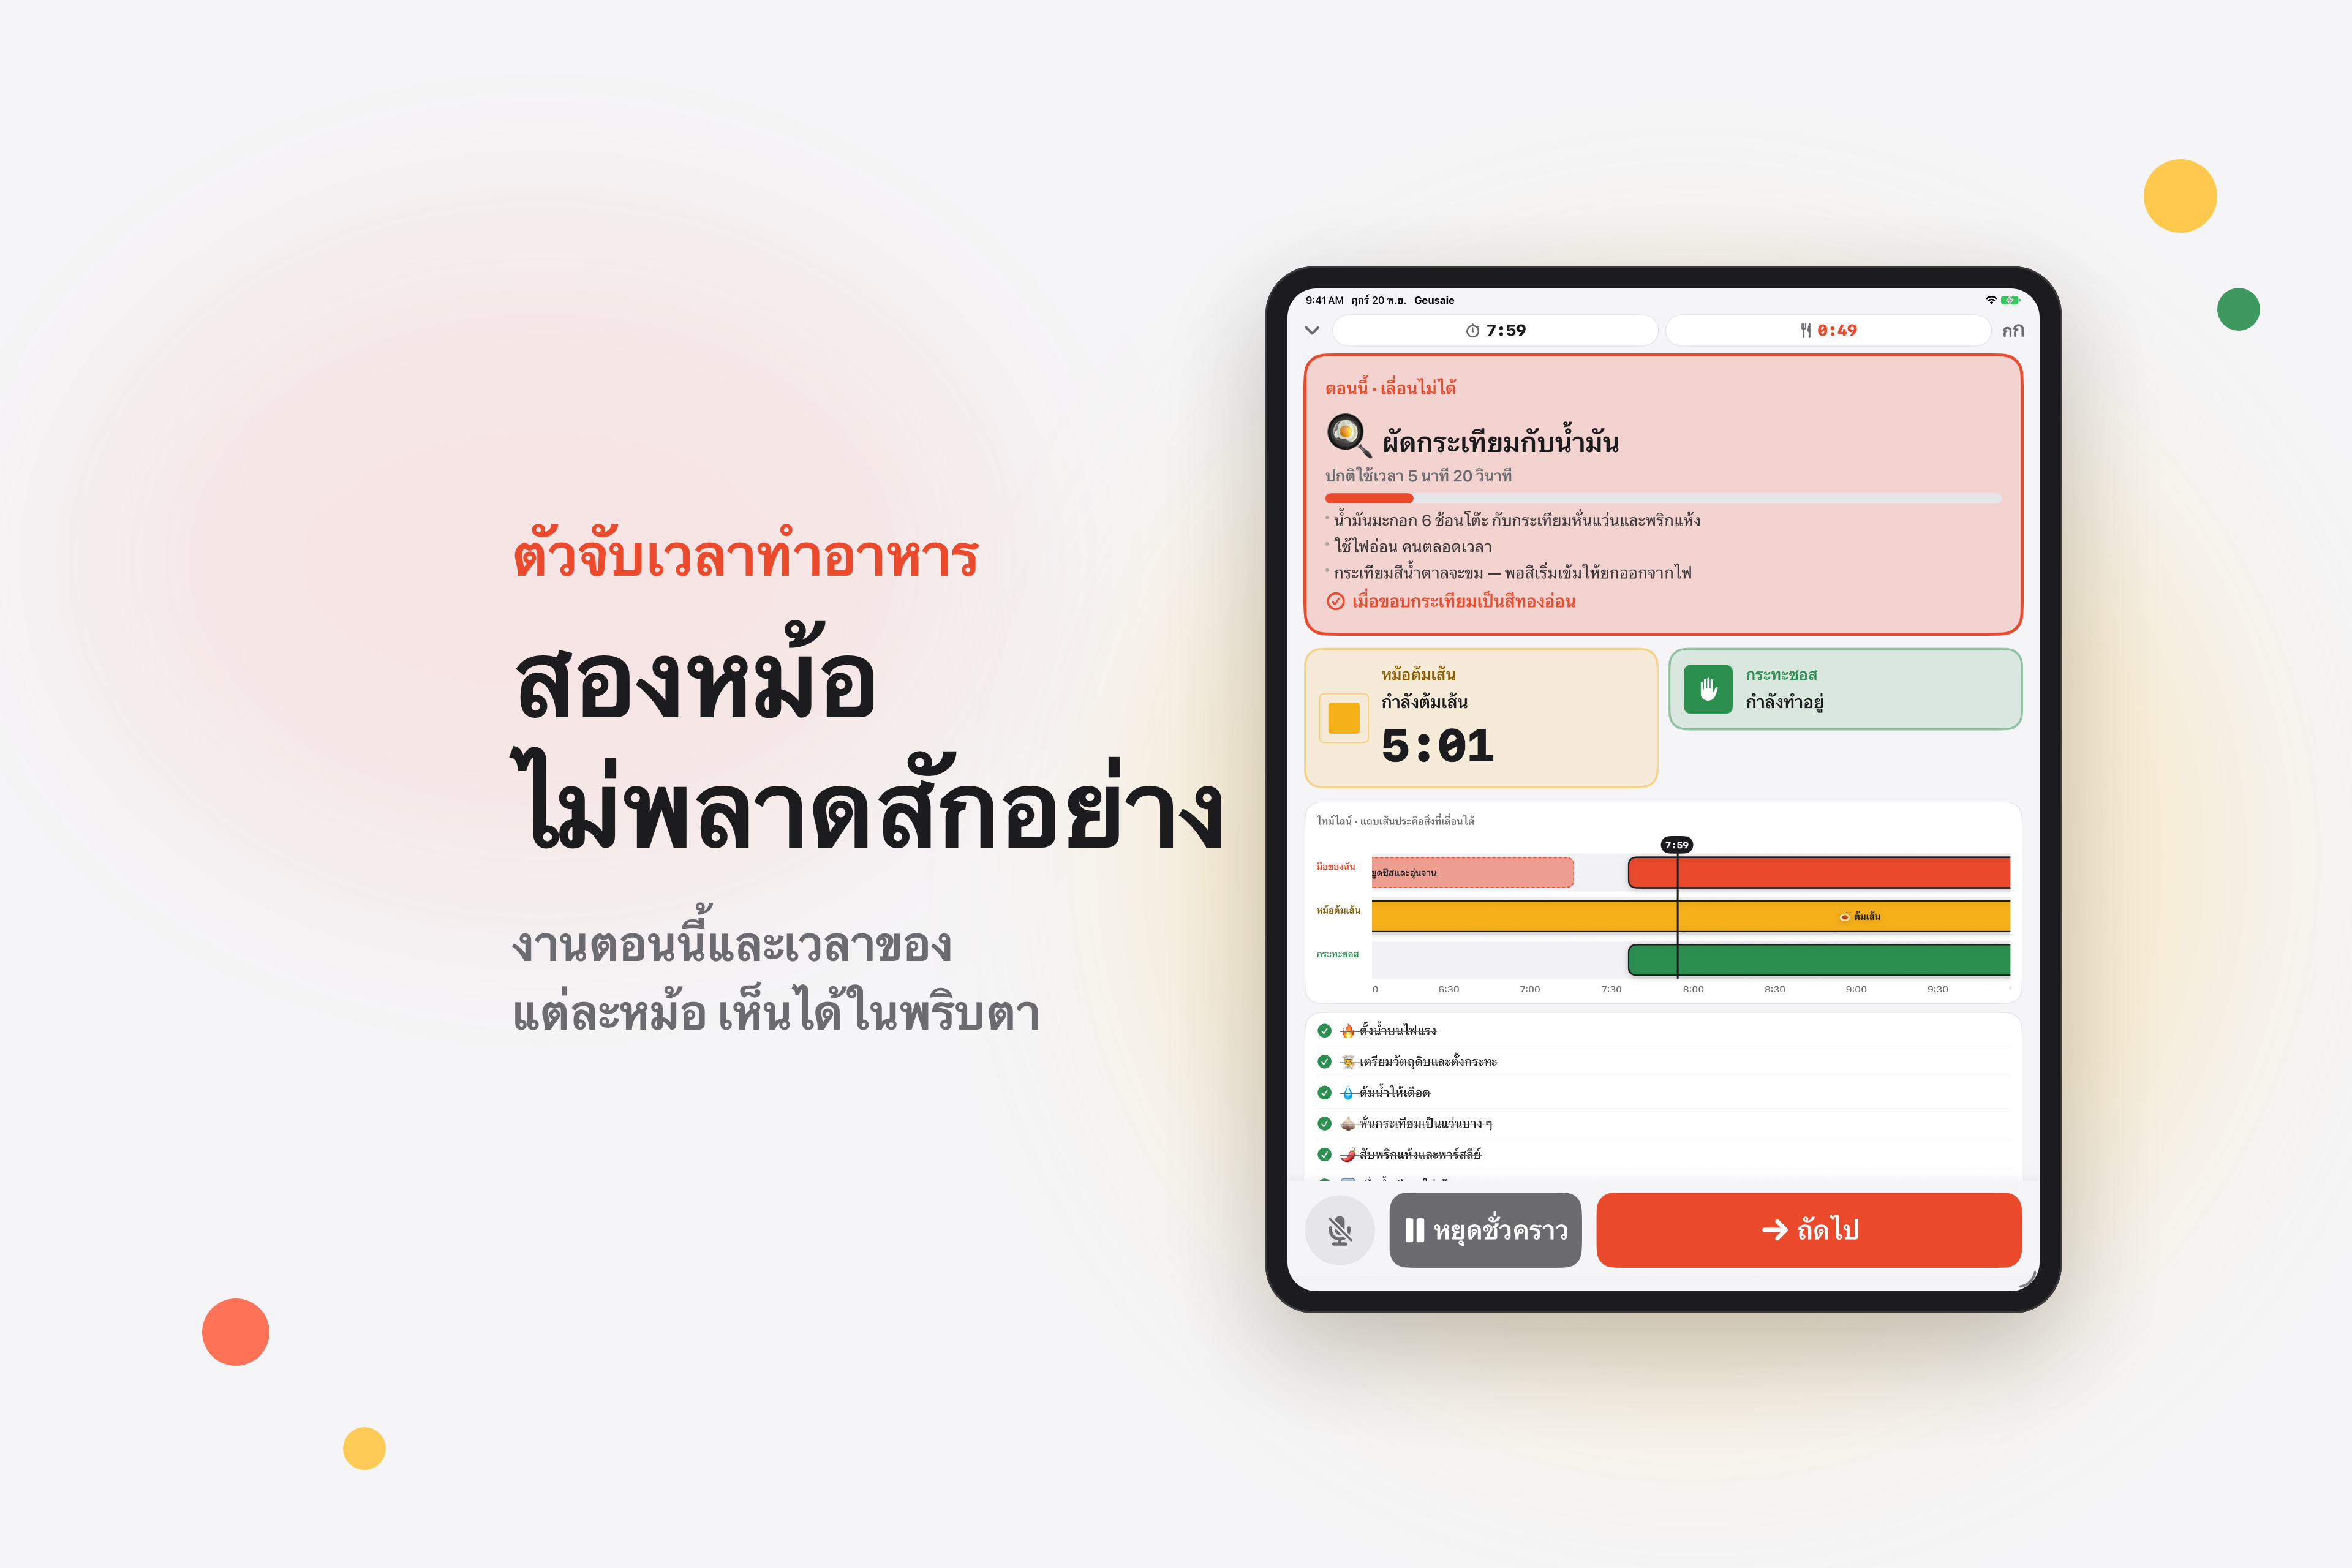 ตัวจับเวลาทำอาหาร
สองหม้อ
ไม่พลาดสักอย่าง
งานตอนนี้และเวลาของ
แต่ละหม้อ เห็นได้ในพริบตา
9:41 AM ศุกร์ 20 พ.ย. Geusaie
7:59
0:49
กก
ตอนนี้ · เลื่อนไม่ได้
ผัดกระเทียมกับน้ำมัน
ปกติใช้เวลา 5 นาที 20 วินาที
น้ำมันมะกอก 6 ช้อนโต๊ะ กับกระเทียมหั่นแว่นและพริกแห้ง
ใช้ไฟอ่อน คนตลอดเวลา
กระเทียมสีน้ำตาลจะขม — พอสีเริ่มเข้มให้ยกออกจากไฟ
เมื่อขอบกระเทียมเป็นสีทองอ่อน
หม้อต้มเส้น
กำลังต้มเส้น
5:01
กระทะซอส
กำลังทำอยู่
ไทม์ไลน์ · แถบเส้นประคือสิ่งที่เลื่อนได้
7:59
มือของฉัน
ขูดชีสและอุ่นจาน
หม้อต้มเส้น
ต้มเส้น
กระทะซอส
0 6:30 7:00 7:30 8:00 8:30 9:00 9:30
ตั้งน้ำบนไฟแรง
เตรียมวัตถุดิบและตั้งกระทะ
ต้มน้ำให้เดือด
หั่นกระเทียมเป็นแว่นบาง ๆ
สับพริกแห้งและพาร์สลีย์
หยุดชั่วคราว
ถัดไป